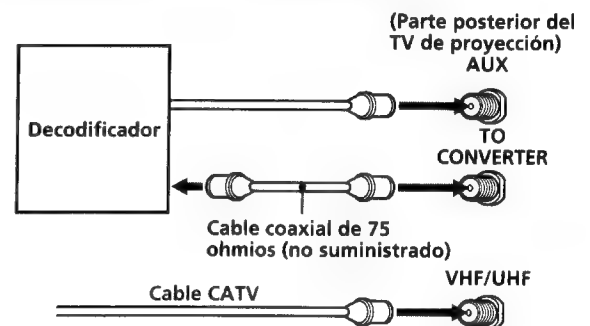 (Parte posterior del
TV de proyección)
AUX
Decodificador
TO
CONVERTER
Cable coaxial de 75
ohmios (no suministrado)
VHF/UHF
Cable CATV